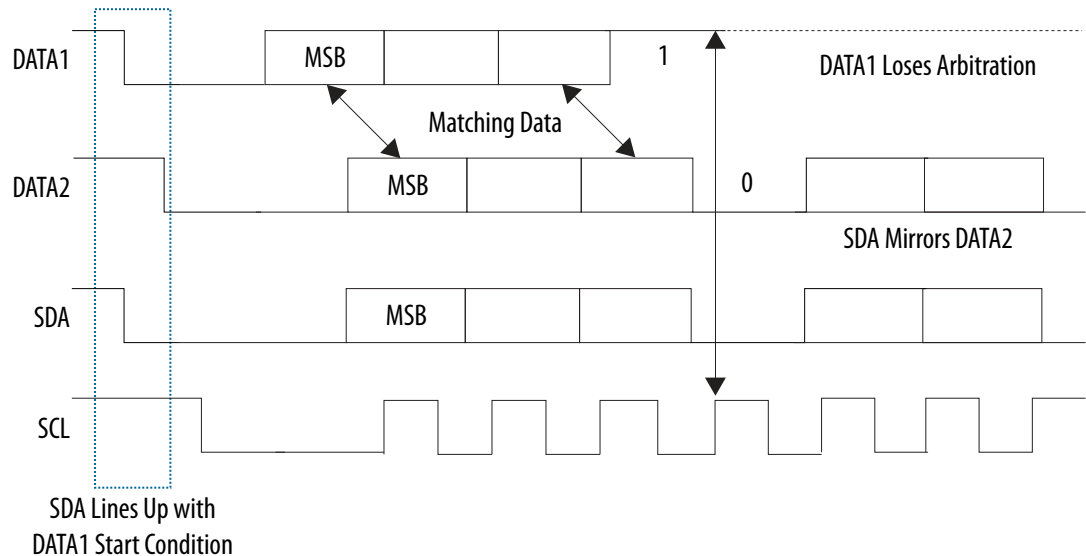 DATA1
MSB
1
DATA1 Loses Arbitration
Matching Data
DATA2
MSB
0
SDA Mirrors DATA2
SDA
MSB
SCL
SDA Lines Up with
DATA1 Start Condition